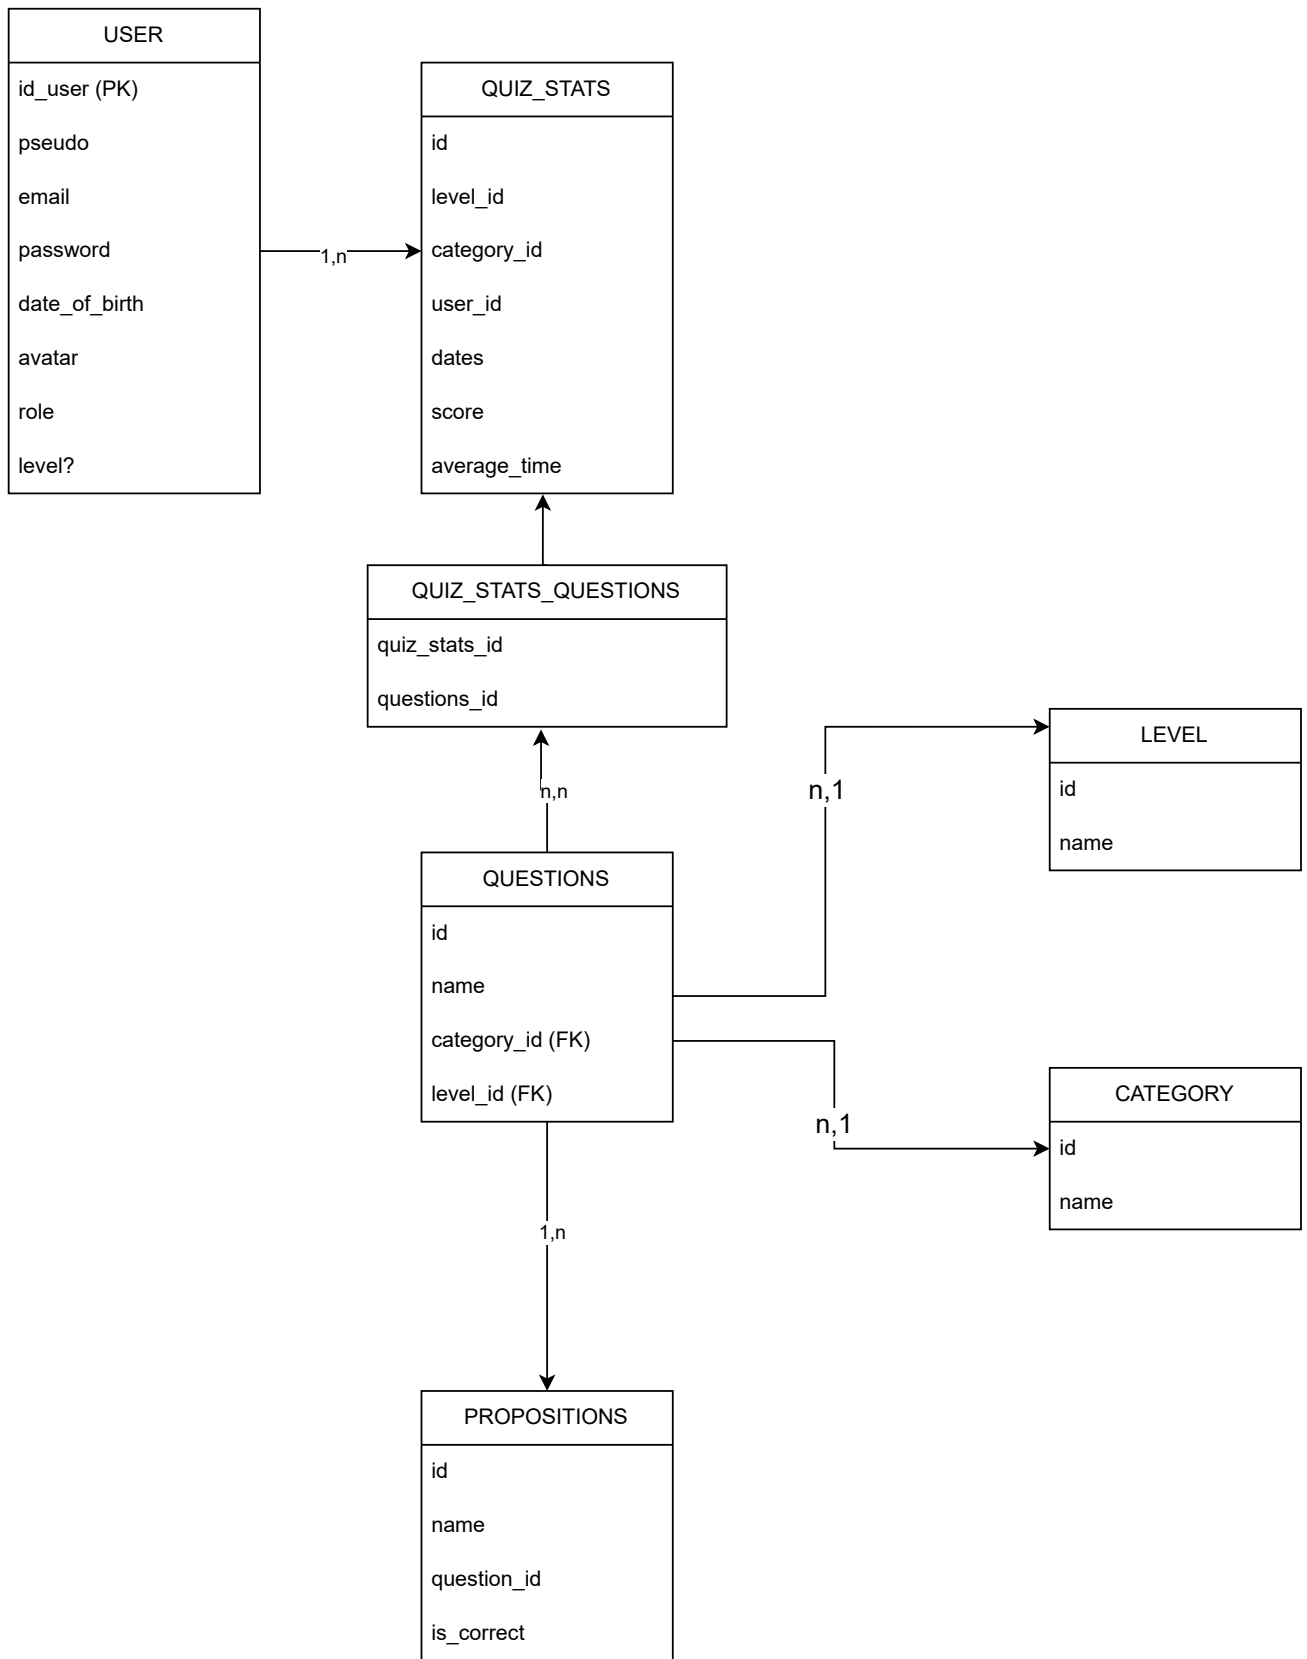 USER
id_user (PK)
pseudo
email
password
date_of_birth
avatar
role
level?
1,n
QUIZ_STATS
id
level_id
category_id
user_id
dates
score
average_time
QUIZ_STATS_QUESTIONS
quiz_stats_id
questions_id
n,n
QUESTIONS
id
name
category_id (FK)
level_id (FK)
n,1
LEVEL
id
name
n,1
CATEGORY
id
name
1,n
PROPOSITIONS
id
name
question_id
is_correct